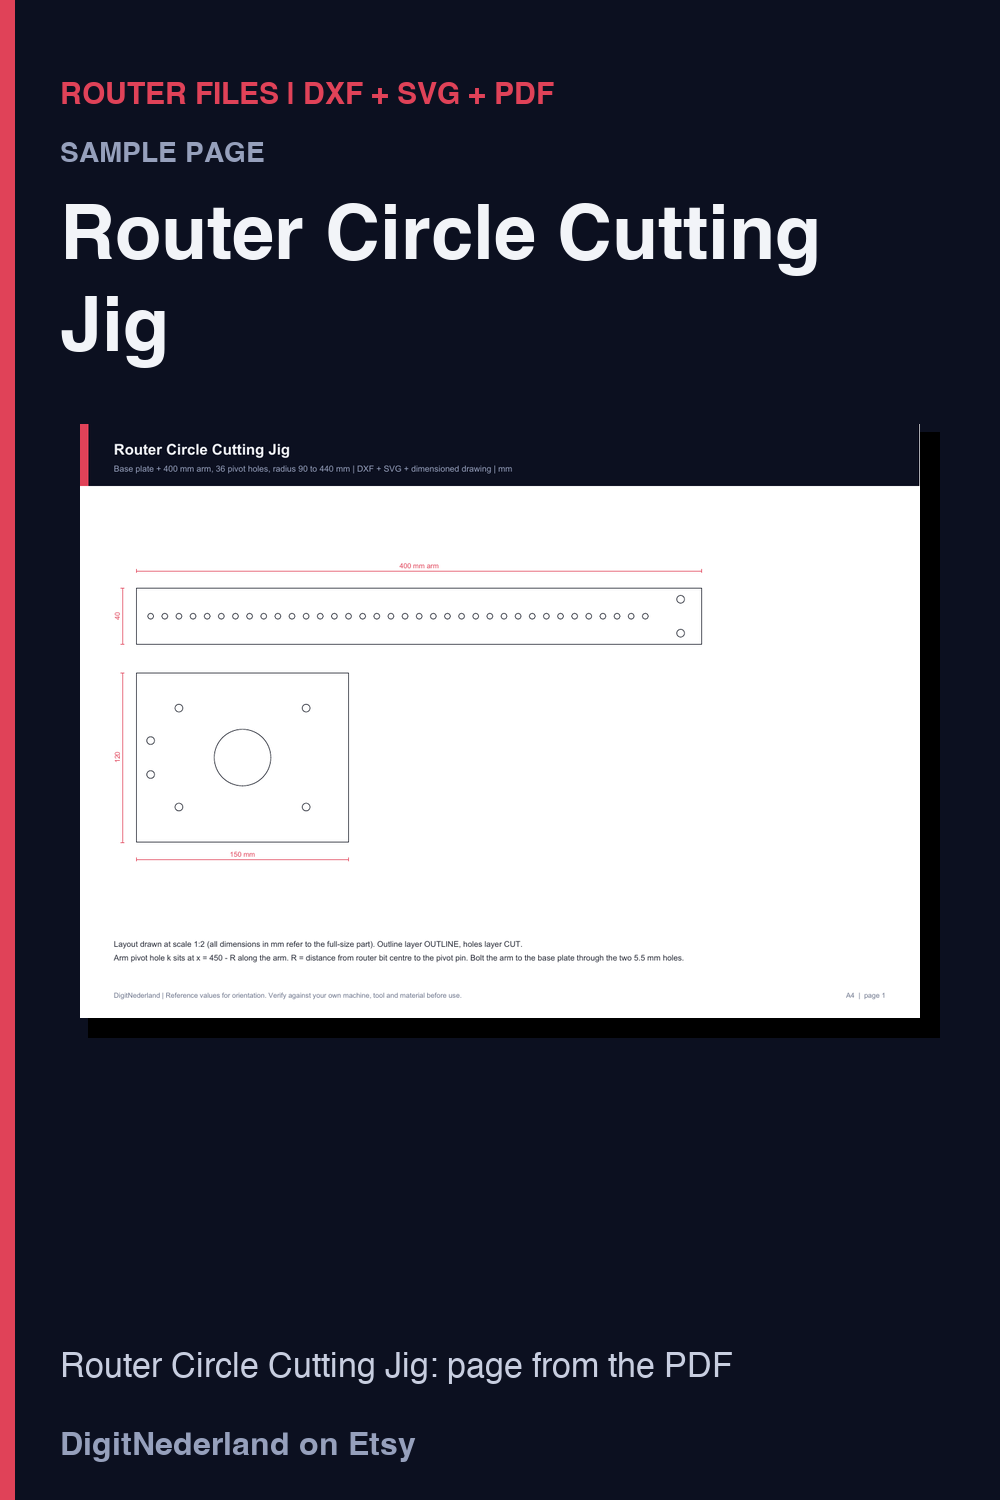 ROUTER FILES | DXF + SVG + PDF
SAMPLE PAGE
Router Circle Cutting
Jig
Router Circle Cutting Jig
Base plate + 400 mm arm, 36 pivot holes, radius 90 to 440 mm | DXF + SVG + dimensioned drawing | mm
400 mm arm
40
120
150 mm
Layout drawn at scale 1:2 (all dimensions in mm refer to the full-size part). Outline layer OUTLINE, holes layer CUT.
Arm pivot hole k sits at x = 450 - R along the arm. R = distance from router bit centre to the pivot pin. Bolt the arm to the base plate through the two 5.5 mm holes.
DigitNederland | Reference values for orientation. Verify against your own machine, tool and material before use.
A4 | page 1
Router Circle Cutting Jig: page from the PDF
DigitNederland on Etsy